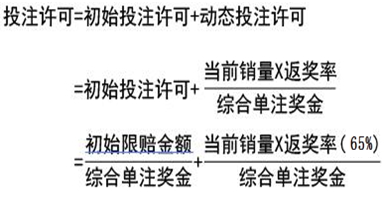 投注许可=初始投注许可+动态投注许可
=初始投注许可+
当前销量X返奖率
综合单注奖金
=
初始限赔金额
综合单注奖金
+
当前销量X返奖率(65%)
综合单注奖金